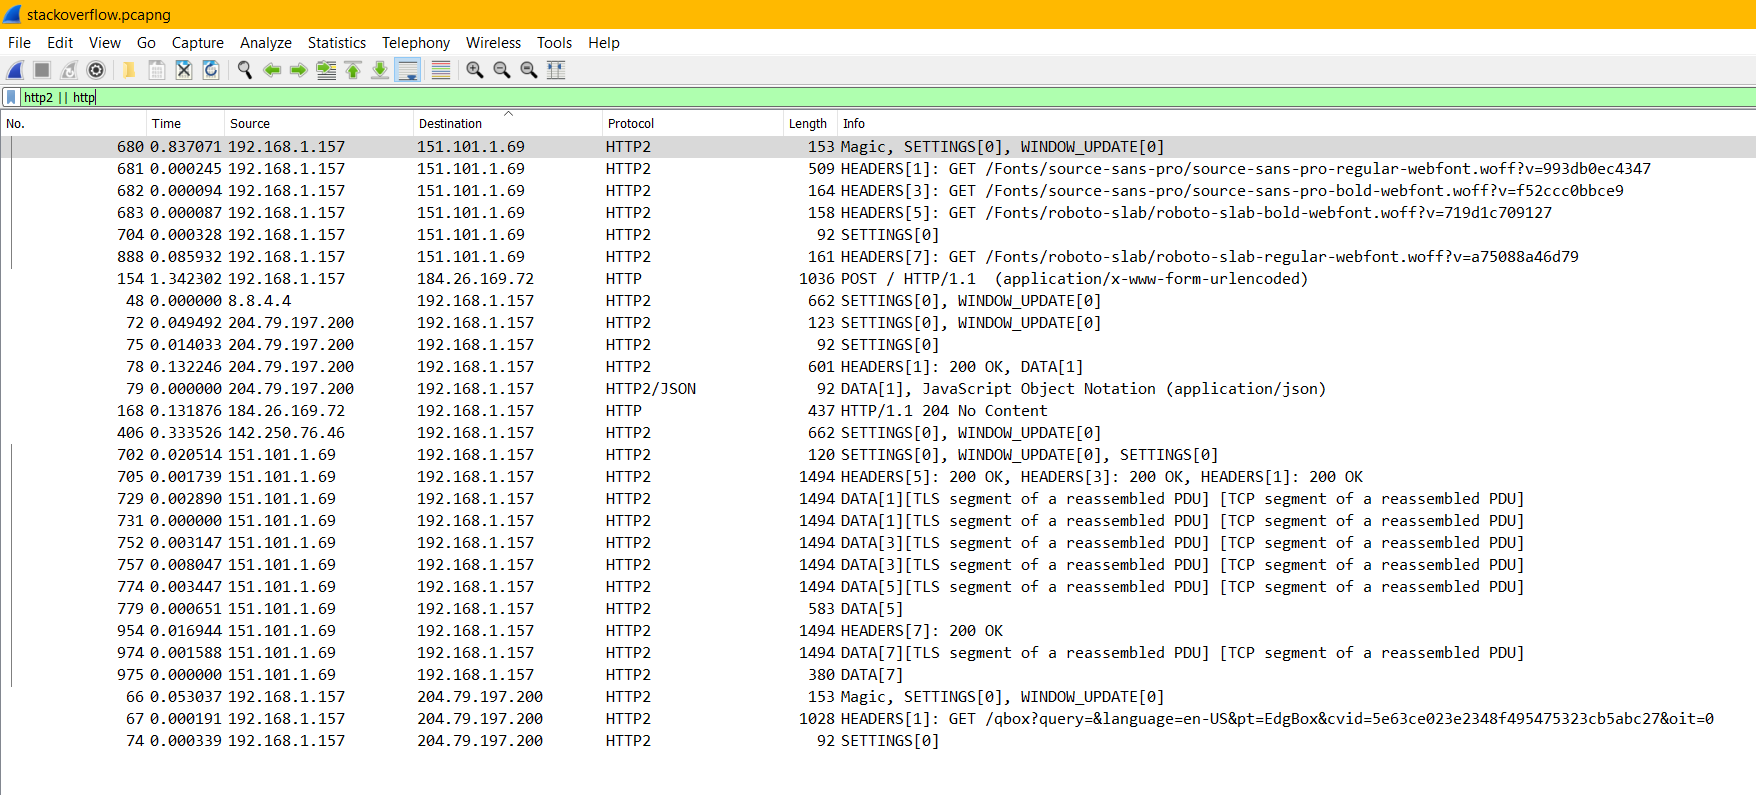 stackoverflow.pcapng
File Edit View Go Capture Analyze Statistics Telephony Wireless Tools Help
http2 || http
No. Time Source Destination Protocol Length Info
680 0.837071 192.168.1.157 151.101.1.69 HTTP2 153 Magic, SETTINGS[0], WINDOW_UPDATE[0]
681 0.000245 192.168.1.157 151.101.1.69 HTTP2 509 HEADERS[1]: GET /Fonts/source-sans-pro/source-sans-pro-regular-webfont.woff?v=993db0ec4347
682 0.000094 192.168.1.157 151.101.1.69 HTTP2 164 HEADERS[3]: GET /Fonts/source-sans-pro/source-sans-pro-bold-webfont.woff?v=f52ccc0bbce9
683 0.000087 192.168.1.157 151.101.1.69 HTTP2 158 HEADERS[5]: GET /Fonts/roboto-slab/roboto-slab-bold-webfont.woff?v=719d1c709127
704 0.000328 192.168.1.157 151.101.1.69 HTTP2 92 SETTINGS[0]
888 0.085932 192.168.1.157 151.101.1.69 HTTP2 161 HEADERS[7]: GET /Fonts/roboto-slab/roboto-slab-regular-webfont.woff?v=a75088a46d79
154 1.342302 192.168.1.157 184.26.169.72 HTTP 1036 POST / HTTP/1.1 (application/x-www-form-urlencoded)
48 0.000000 8.8.4.4 192.168.1.157 HTTP2 662 SETTINGS[0], WINDOW_UPDATE[0]
72 0.049492 204.79.197.200 192.168.1.157 HTTP2 123 SETTINGS[0], WINDOW_UPDATE[0]
75 0.014033 204.79.197.200 192.168.1.157 HTTP2 92 SETTINGS[0]
78 0.132246 204.79.197.200 192.168.1.157 HTTP2 601 HEADERS[1]: 200 OK, DATA[1]
79 0.000000 204.79.197.200 192.168.1.157 HTTP2/JSON 92 DATA[1], JavaScript Object Notation (application/json)
168 0.131876 184.26.169.72 192.168.1.157 HTTP 437 HTTP/1.1 204 No Content
406 0.333526 142.250.76.46 192.168.1.157 HTTP2 662 SETTINGS[0], WINDOW_UPDATE[0]
702 0.020514 151.101.1.69 192.168.1.157 HTTP2 120 SETTINGS[0], WINDOW_UPDATE[0], SETTINGS[0]
705 0.001739 151.101.1.69 192.168.1.157 HTTP2 1494 HEADERS[5]: 200 OK, HEADERS[3]: 200 OK, HEADERS[1]: 200 OK
729 0.002890 151.101.1.69 192.168.1.157 HTTP2 1494 DATA[1][TLS segment of a reassembled PDU] [TCP segment of a reassembled PDU]
731 0.000000 151.101.1.69 192.168.1.157 HTTP2 1494 DATA[1][TLS segment of a reassembled PDU] [TCP segment of a reassembled PDU]
752 0.003147 151.101.1.69 192.168.1.157 HTTP2 1494 DATA[3][TLS segment of a reassembled PDU] [TCP segment of a reassembled PDU]
757 0.008047 151.101.1.69 192.168.1.157 HTTP2 1494 DATA[3][TLS segment of a reassembled PDU] [TCP segment of a reassembled PDU]
774 0.003447 151.101.1.69 192.168.1.157 HTTP2 1494 DATA[5][TLS segment of a reassembled PDU] [TCP segment of a reassembled PDU]
779 0.000651 151.101.1.69 192.168.1.157 HTTP2 583 DATA[5]
954 0.016944 151.101.1.69 192.168.1.157 HTTP2 1494 HEADERS[7]: 200 OK
974 0.001588 151.101.1.69 192.168.1.157 HTTP2 1494 DATA[7][TLS segment of a reassembled PDU] [TCP segment of a reassembled PDU]
975 0.000000 151.101.1.69 192.168.1.157 HTTP2 380 DATA[7]
66 0.053037 192.168.1.157 204.79.197.200 HTTP2 153 Magic, SETTINGS[0], WINDOW_UPDATE[0]
67 0.000191 192.168.1.157 204.79.197.200 HTTP2 1028 HEADERS[1]: GET /qbox?query=&language=en-US&pt=EdgBox&cvid=5e63ce023e2348f495475323cb5abc27&oit=0
74 0.000339 192.168.1.157 204.79.197.200 HTTP2 92 SETTINGS[0]